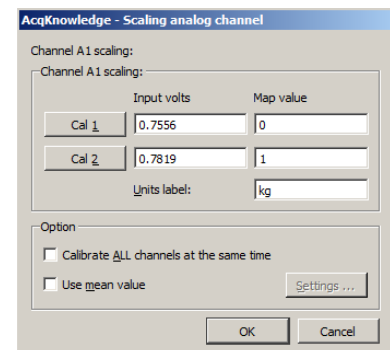 AcqKnowledge - Scaling analog channel
Channel A1 scaling:
Channel A1 scaling:
Input volts Map value
Cal 1 0.7556 0
Cal 2 0.7819 1
Units label: kg
Option
Calibrate ALL channels at the same time
Use mean value Settings ...
OK Cancel